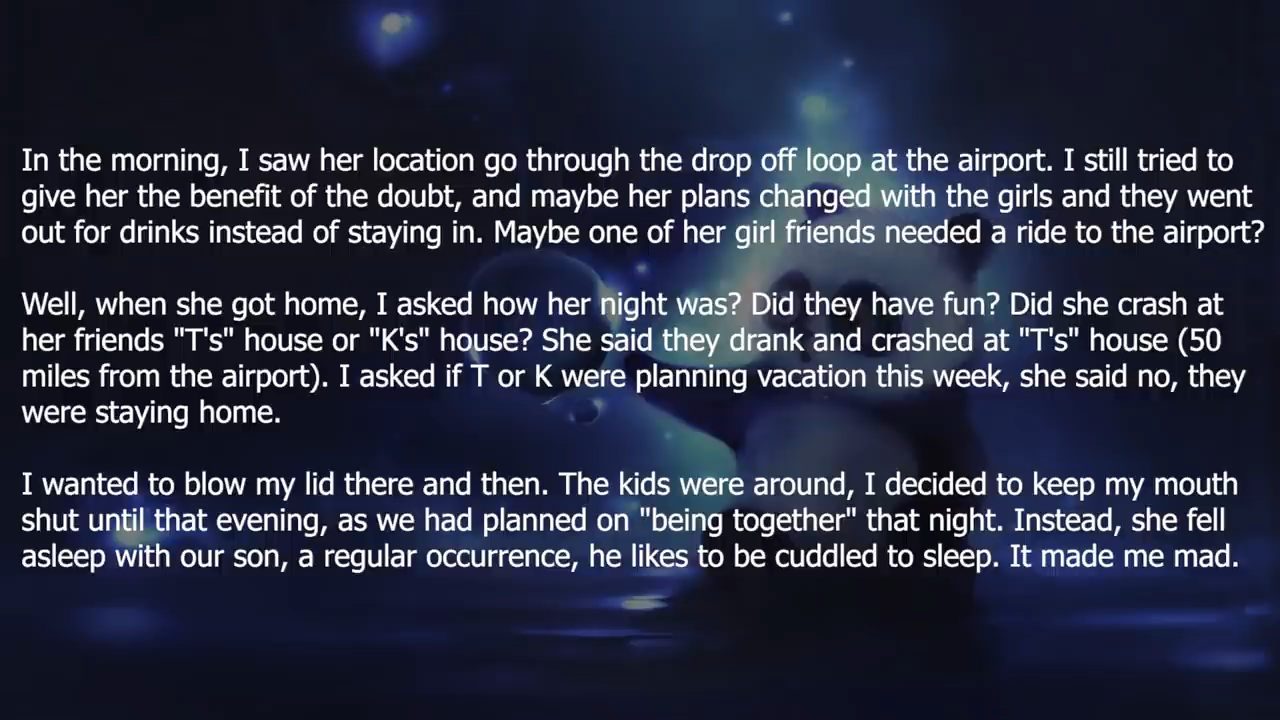 In the morning, I saw her location go through the drop off loop at the airport. I still tried to
give her the benefit of the doubt, and maybe her plans changed with the girls and they went
out for drinks instead of staying in. Maybe one of her girl friends needed a ride to the airport?
Well, when she got home, I asked how her night was? Did they have fun? Did she crash at
her friends "T's" house or "K's" house? She said they drank and crashed at "T's" house (50
miles from the airport). I asked if T or K were planning vacation this week, she said no, they
were staying home.
I wanted to blow my lid there and then. The kids were around, I decided to keep my mouth
shut until that evening, as we had planned on "being together" that night. Instead, she fell
asleep with our son, a regular occurrence, he likes to be cuddled to sleep. It made me mad.